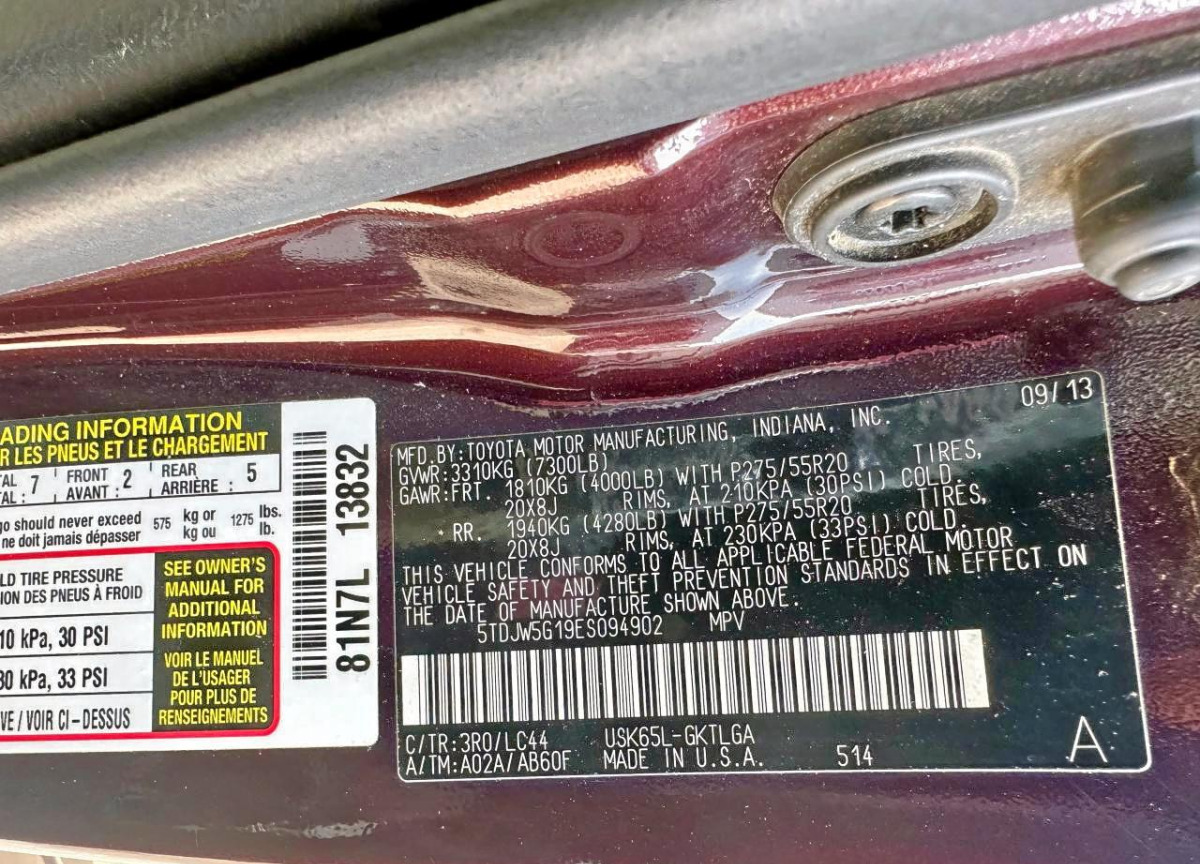 ADING INFORMATION
R LES PNEUS ET LE CHARGEMENT
TAL
AL : 7 FRONT
AVANT : 2 REAR
ARRIÈRE : 5
go should never exceed
ne doit jamais dépasser 575 kg or
kg ou 1275 lbs.
lb.
LD TIRE PRESSURE
ION DES PNEUS À FROID
10 kPa, 30 PSI
30 kPa, 33 PSI
VE / VOIR CI-DESSUS
SEE OWNER'S
MANUAL FOR
ADDITIONAL
INFORMATION
VOIR LE MANUEL
DE L'USAGER
POUR PLUS DE
RENSEIGNEMENTS
81N7L 13832
09/13
MFD.BY:TOYOTA MOTOR MANUFACTURING, INDIANA, INC.
GVWR:3310KG (7300LB)
GAWR:FRT. 1810KG (4000LB) WITH P275/55R20 TIRES,
20X8J RIMS, AT 210KPA (30PSI) COLD.
RR. 1940KG (4280LB) WITH P275/55R20 TIRES,
20X8J RIMS, AT 230KPA (33PSI) COLD.
THIS VEHICLE CONFORMS TO ALL APPLICABLE FEDERAL MOTOR
VEHICLE SAFETY AND THEFT PREVENTION STANDARDS IN EFFECT ON
THE DATE OF MANUFACTURE SHOWN ABOVE.
5TDJW5G19ES094902 MPV
C/TR:3R0/LC44 USK65L-GKTLGA
A/TM:A02A/AB60F MADE IN U.S.A. 514 A